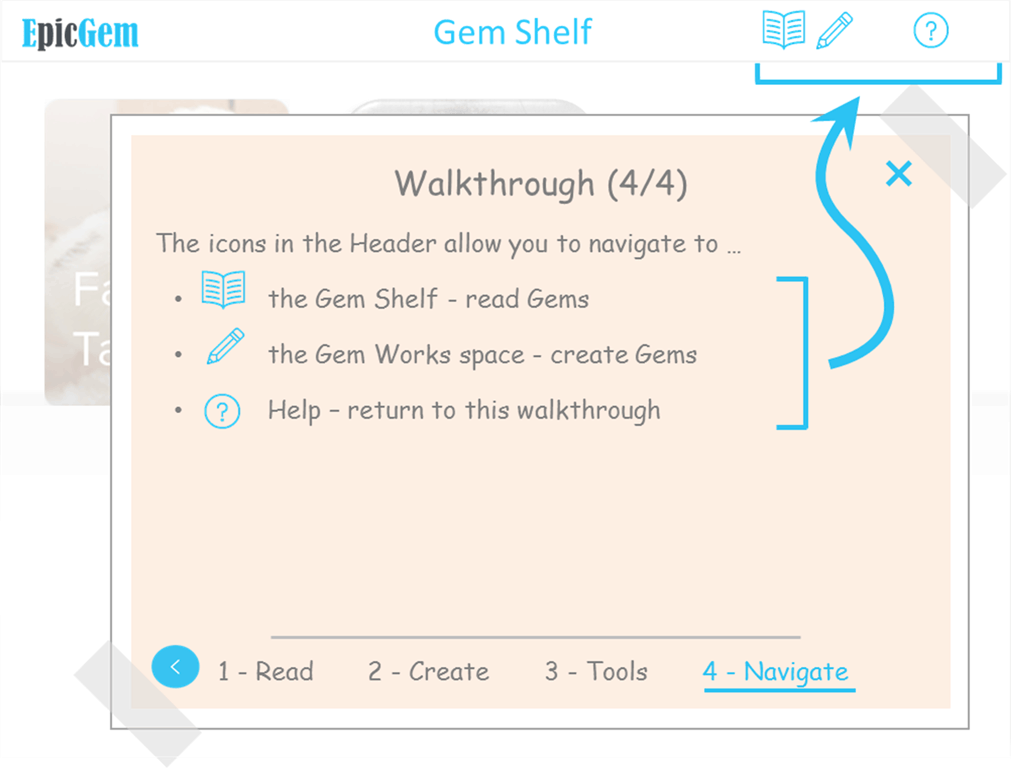 EpicGem
Gem Shelf
?
Walkthrough (4/4)
The icons in the Header allow you to navigate to …
• the Gem Shelf - read Gems
• the Gem Works space - create Gems
• ? Help – return to this walkthrough
1 - Read 2 - Create 3 - Tools 4 - Navigate